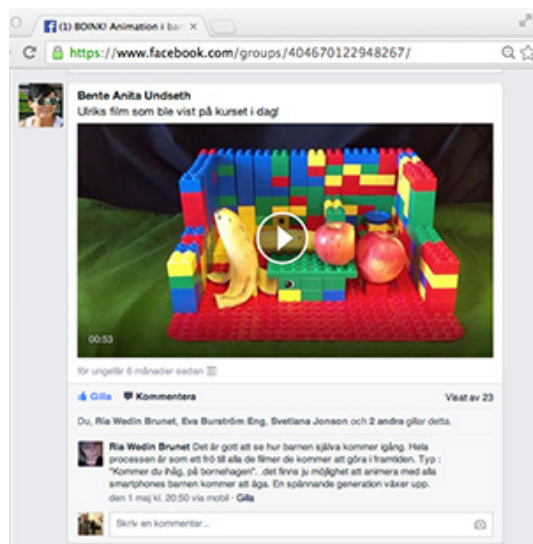 (1) BOINK! Animation i bar
https://www.facebook.com/groups/404670122948267/
Bente Anita Undseth
Ulriks film som ble vist på kurset i dag!
00:53
för ungefär 6 månader sedan
Gilla Kommentera Visat av 23
Du, Ria Wedin Brunet, Eva Burström Eng, Svetlana Jonson och 2 andra gillar detta.
Ria Wedin Brunet Det är gott att se hur barnen själva kommer igång. Hela
processen är som ett frö till alla de filmer de kommer att göra i framtiden. Typ :
"Kommer du ihåg, på bornehagen". .det finns ju möjlighet att animera med alla
smartphones barnen kommer att äga. En spännande generation växer upp.
den 1 maj kl. 20:50 via mobil · Gilla
Skriv en kommentar...